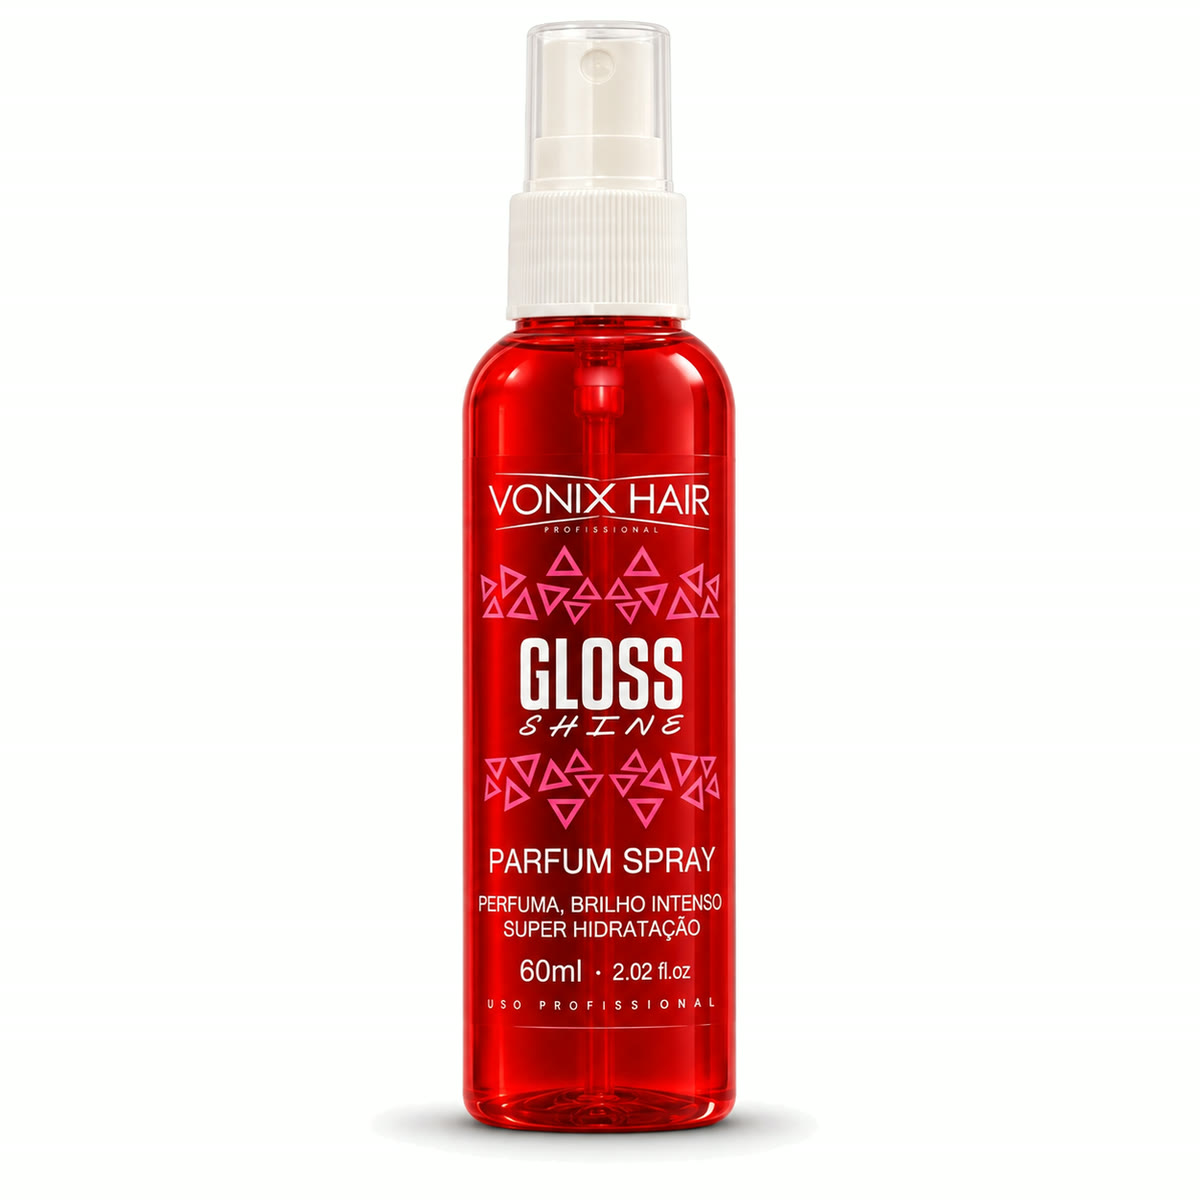 VONIX HAIR
PROFISSIONAL
GLOSS
SHINE
PARFUM SPRAY
PERFUMA, BRILHO INTENSO
SUPER HIDRATAÇÃO
60ml · 2.02 fl.oz
USO PROFISSIONAL